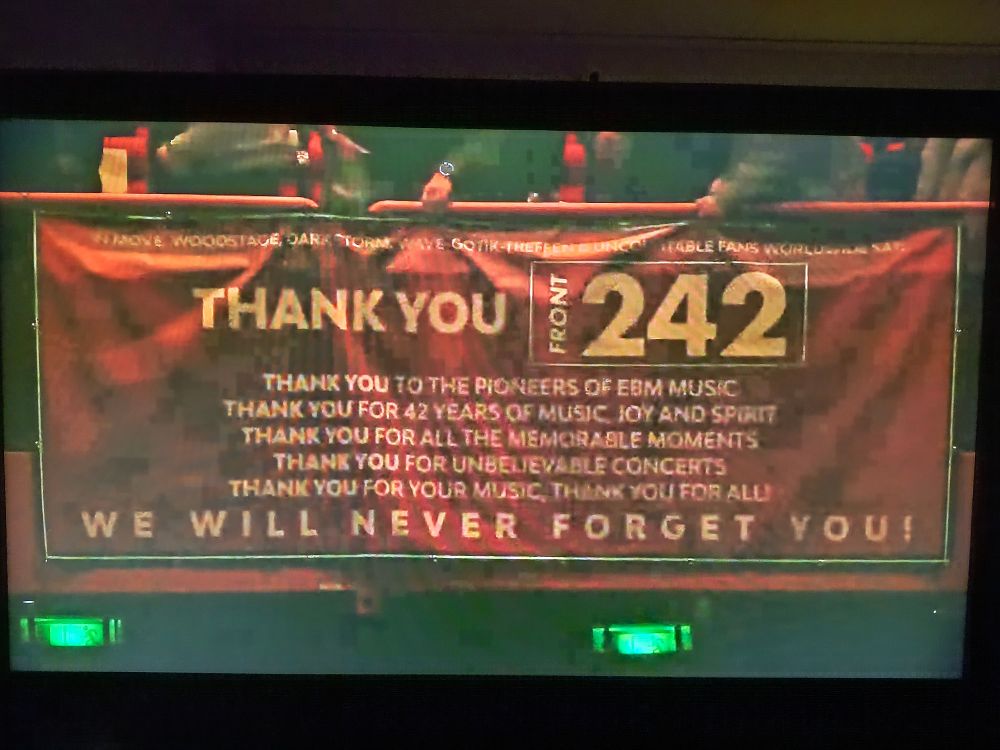 IN MOVE, WOODSTAGE, DARK STORM, WAVE-GOTIK-TREFFEN & FANS WORLDWIDE SAY:
THANK YOU FRONT 242
THANK YOU TO THE PIONEERS OF EBM MUSIC
THANK YOU FOR 42 YEARS OF MUSIC, JOY AND SPIRIT
THANK YOU FOR ALL THE MEMORABLE MOMENTS
THANK YOU FOR UNBELIEVABLE CONCERTS
THANK YOU FOR YOUR MUSIC, THANK YOU FOR ALL!
WE WILL NEVER FORGET YOU!